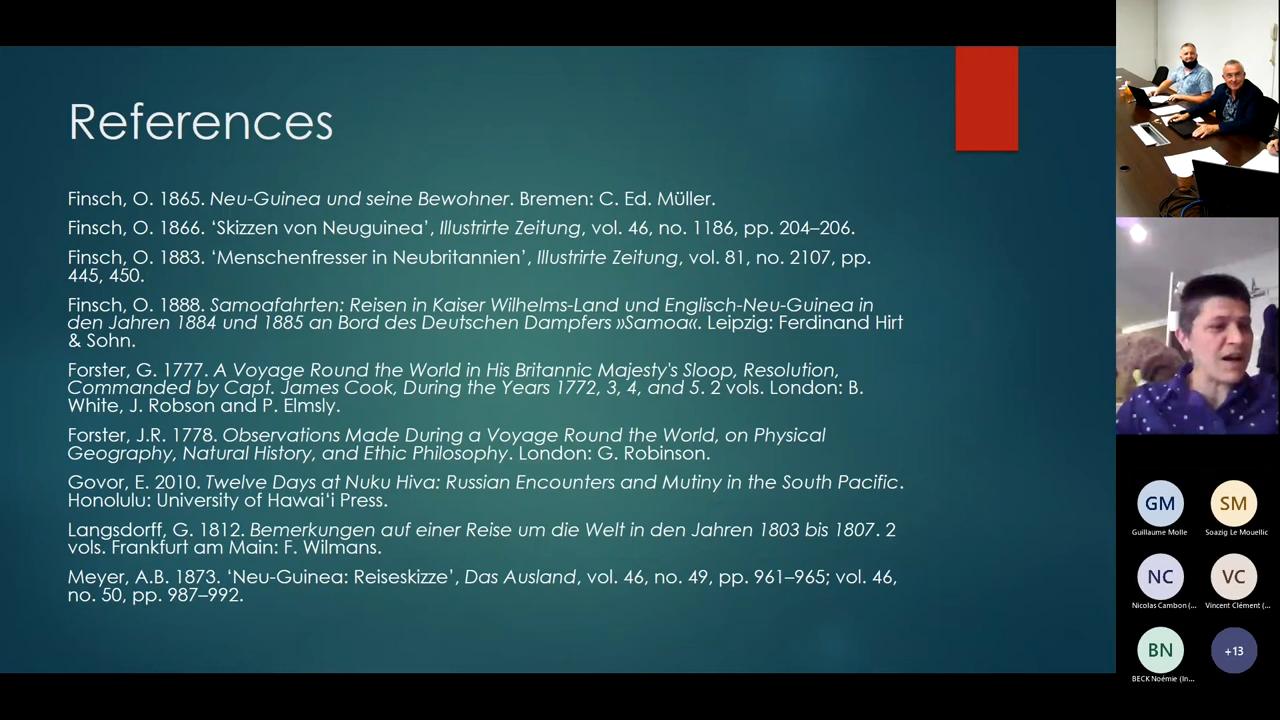 References
Finsch, O. 1865. Neu-Guinea und seine Bewohner. Bremen: C. Ed. Müller.
Finsch, O. 1866. ‘Skizzen von Neuguinea’, Illustrirte Zeitung, vol. 46, no. 1186, pp. 204–206.
Finsch, O. 1883. ‘Menschenfresser in Neubritannien’, Illustrirte Zeitung, vol. 81, no. 2107, pp.
445, 450.
Finsch, O. 1888. Samoafahrten: Reisen in Kaiser Wilhelms-Land und Englisch-Neu-Guinea in
den Jahren 1884 und 1885 an Bord des Deutschen Dampfers »Samoa«. Leipzig: Ferdinand Hirt
& Sohn.
Forster, G. 1777. A Voyage Round the World in His Britannic Majesty's Sloop, Resolution,
Commanded by Capt. James Cook, During the Years 1772, 3, 4, and 5. 2 vols. London: B.
White, J. Robson and P. Elmsly.
Forster, J.R. 1778. Observations Made During a Voyage Round the World, on Physical
Geography, Natural History, and Ethic Philosophy. London: G. Robinson.
Govor, E. 2010. Twelve Days at Nuku Hiva: Russian Encounters and Mutiny in the South Pacific.
Honolulu: University of Hawai‘i Press.
Langsdorff, G. 1812. Bemerkungen auf einer Reise um die Welt in den Jahren 1803 bis 1807. 2
vols. Frankfurt am Main: F. Wilmans.
Meyer, A.B. 1873. ‘Neu-Guinea: Reiseskizze’, Das Ausland, vol. 46, no. 49, pp. 961–965; vol. 46,
no. 50, pp. 987–992.
GM SM
Guillaume Molle Soazig Le Mouellic
NC VC
Nicolas Cambon (... Vincent Clément (...
BN +13
BECK Noémie (In...